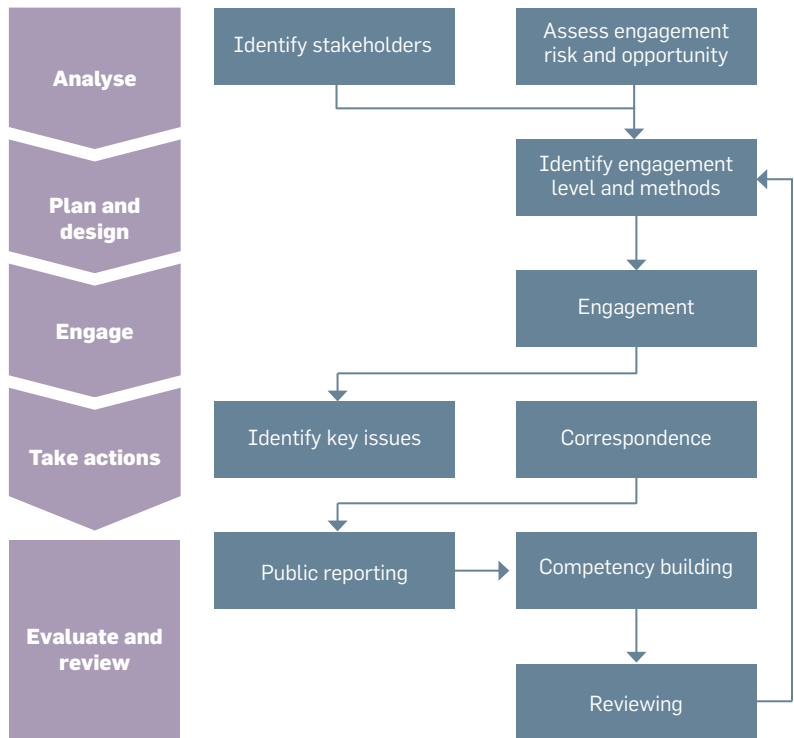 Analyse
Identify stakeholders
Assess engagement
risk and opportunity
Plan and
design
Identify engagement
level and methods
Engage
Engagement
Take actions
Identify key issues
Correspondence
Evaluate and
review
Public reporting
Competency building
Reviewing